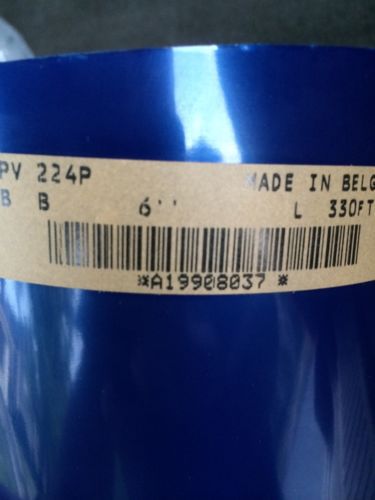 PV 224P MADE IN BELG
B B 6'' L 330FT
*A19908037*